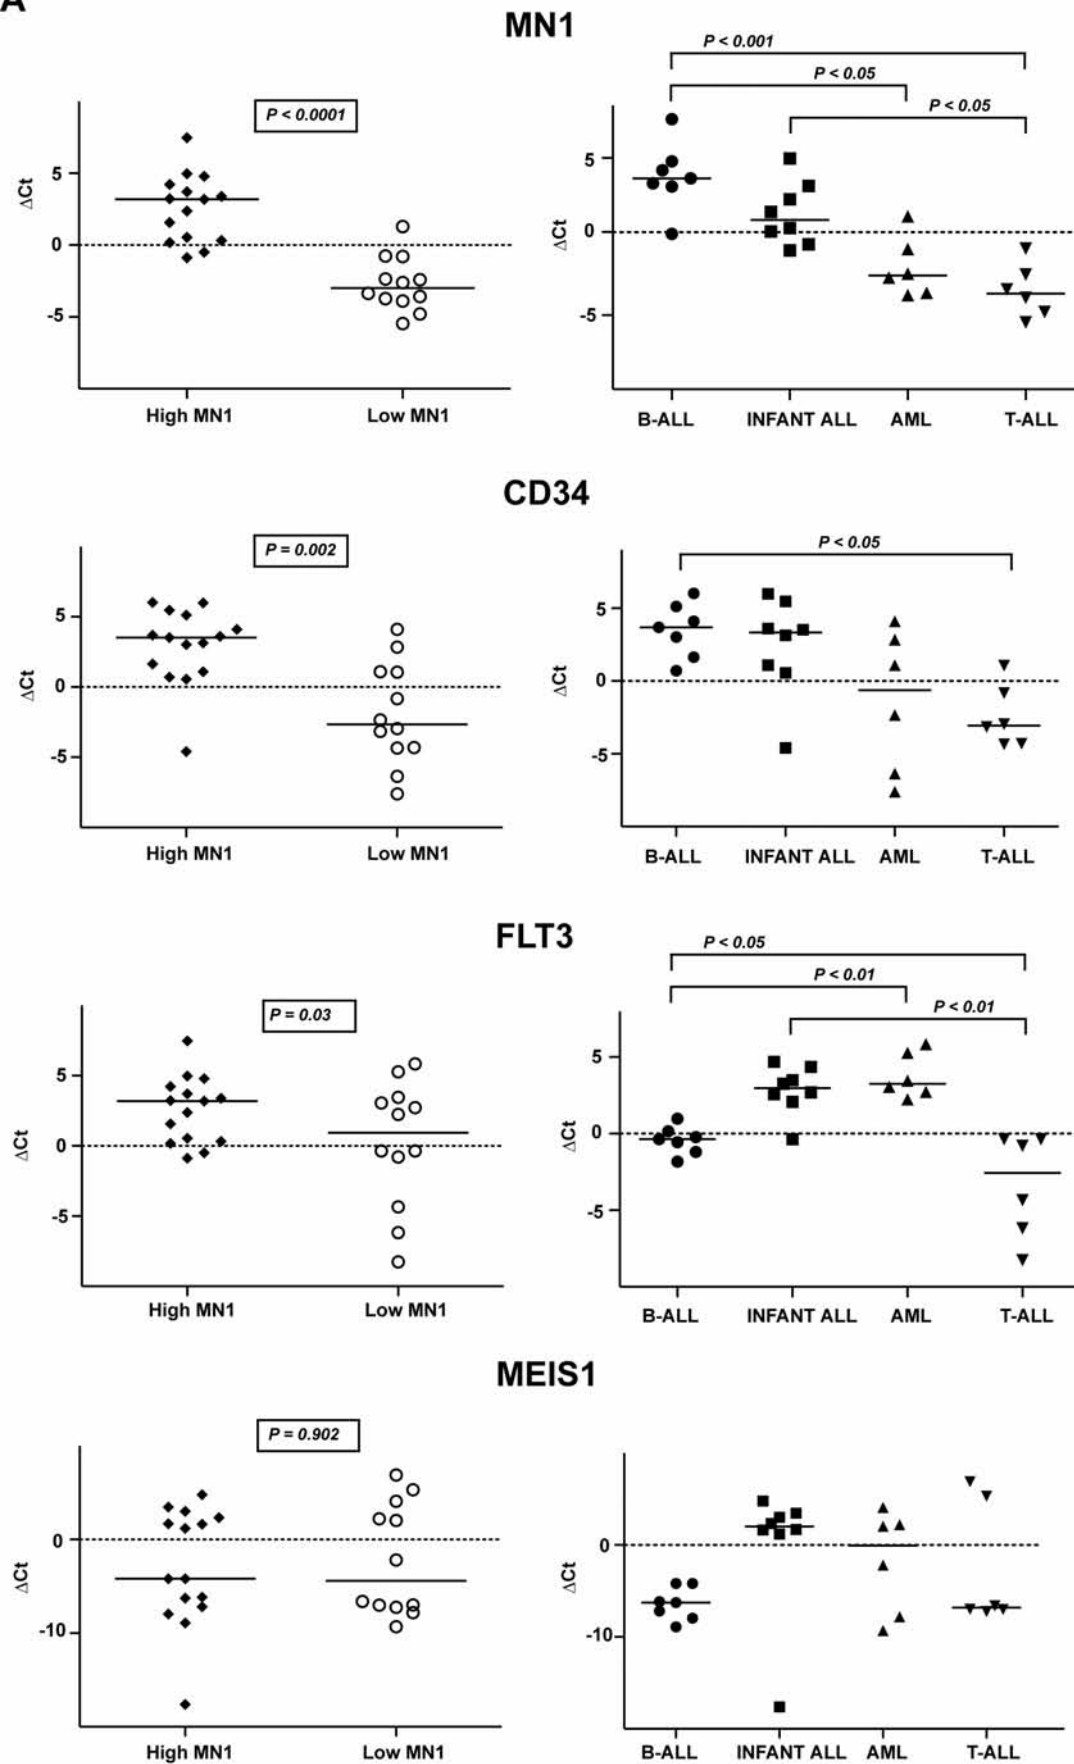 A
MN1
P < 0.0001
5
0
-5
ΔCt
High MN1
Low MN1
P < 0.001
P < 0.05
P < 0.05
5
0
-5
ΔCt
B-ALL
INFANT ALL
AML
T-ALL
CD34
P = 0.002
5
0
-5
ΔCt
High MN1
Low MN1
P < 0.05
5
0
-5
ΔCt
B-ALL
INFANT ALL
AML
T-ALL
FLT3
P = 0.03
5
0
-5
ΔCt
High MN1
Low MN1
P < 0.05
P < 0.01
P < 0.01
5
0
-5
ΔCt
B-ALL
INFANT ALL
AML
T-ALL
MEIS1
P = 0.902
0
-10
ΔCt
High MN1
Low MN1
0
-10
ΔCt
B-ALL
INFANT ALL
AML
T-ALL